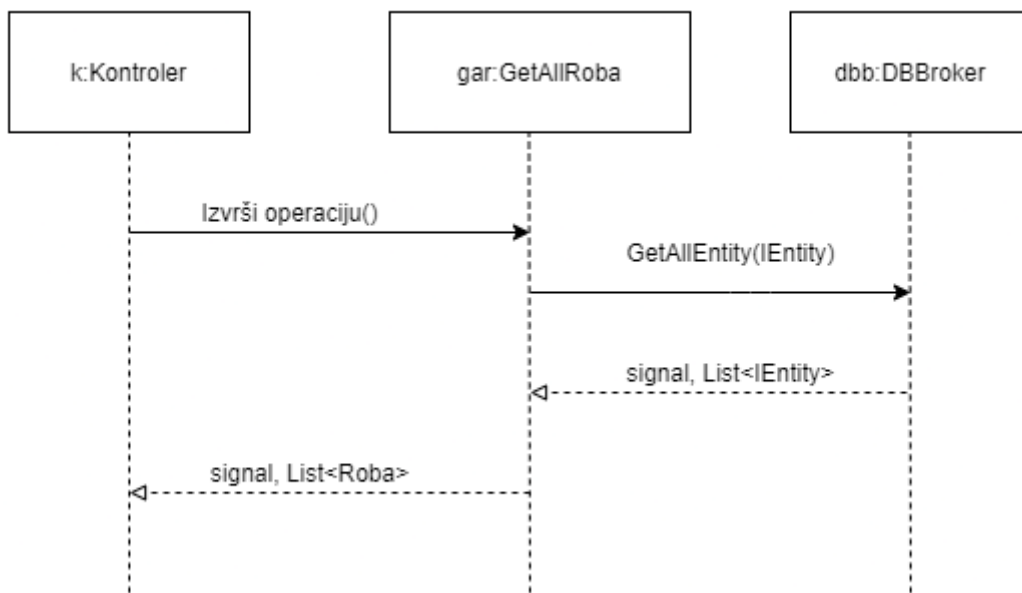 k:Kontroler
gar:GetAllRoba
dbb:DBBroker
Izvrši operaciju()
GetAllEntity(IEntity)
signal, List<IEntity>
signal, List<Roba>